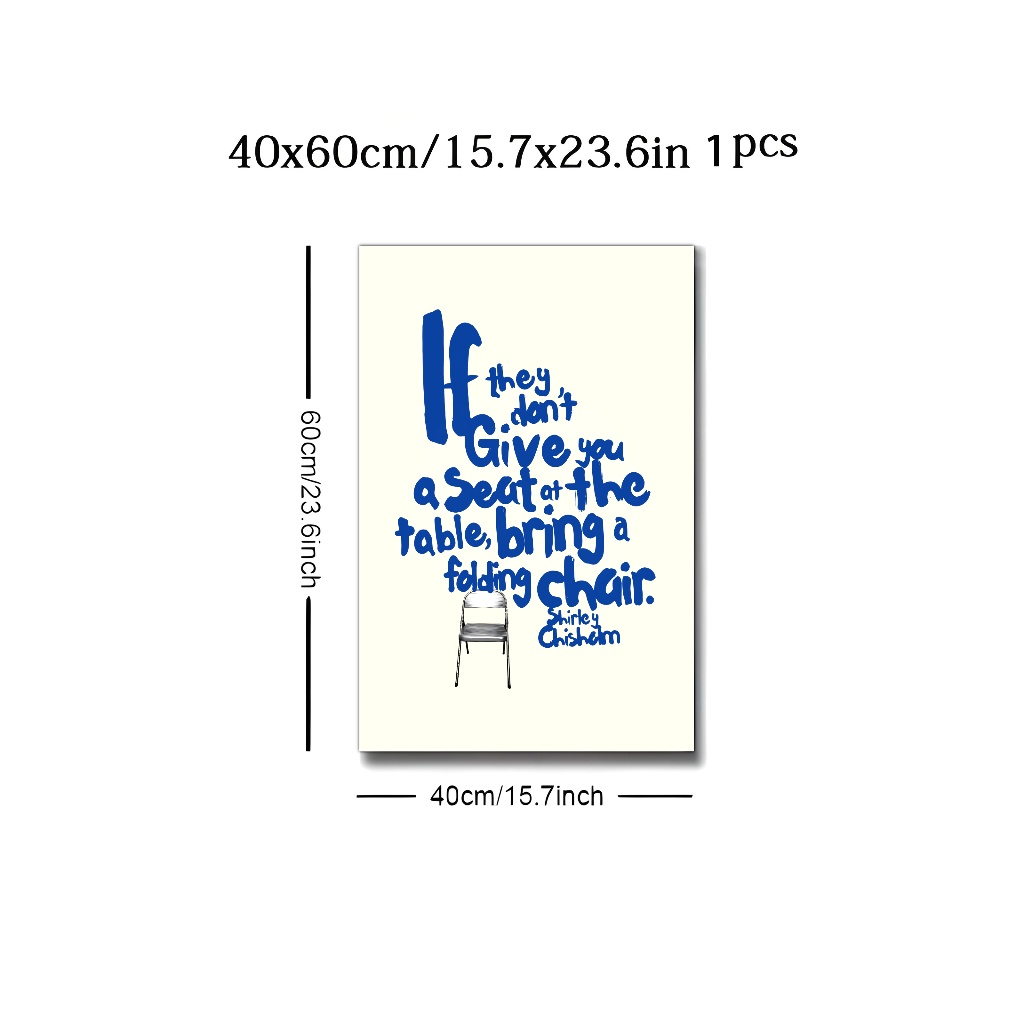 40x60cm/15.7x23.6in 1pcs
60cm/23.6inch
If they
don't
Give you
a Seat at the
table, bring a
folding chair.
Shirley
Chisholm
40cm/15.7inch